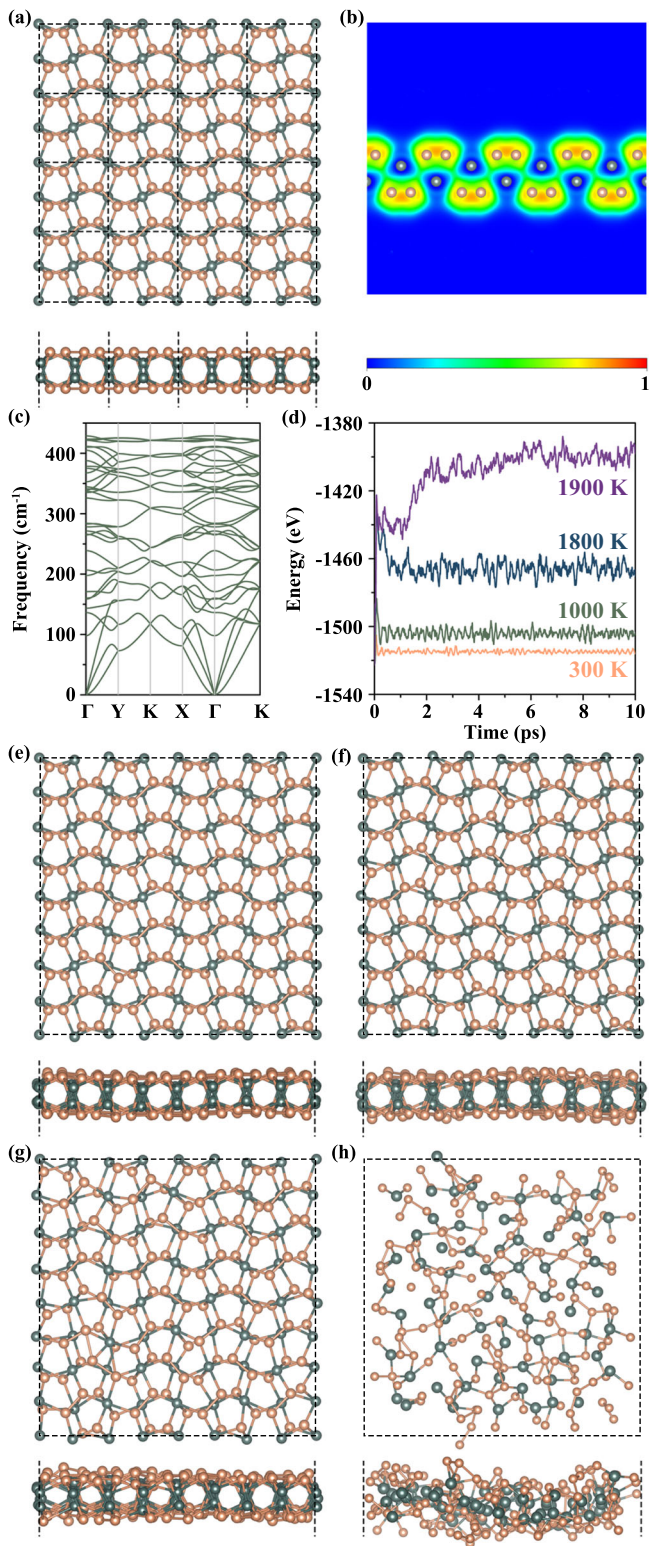 (a)
(b)
0
1
(c)
(d)
Frequency (cm⁻¹)
400
300
200
100
0
Γ Y K X Γ K
Energy (eV)
-1380
-1420
-1460
-1500
-1540
1900 K
1800 K
1000 K
300 K
0 2 4 6 8 10
Time (ps)
(e)
(f)
(g)
(h)